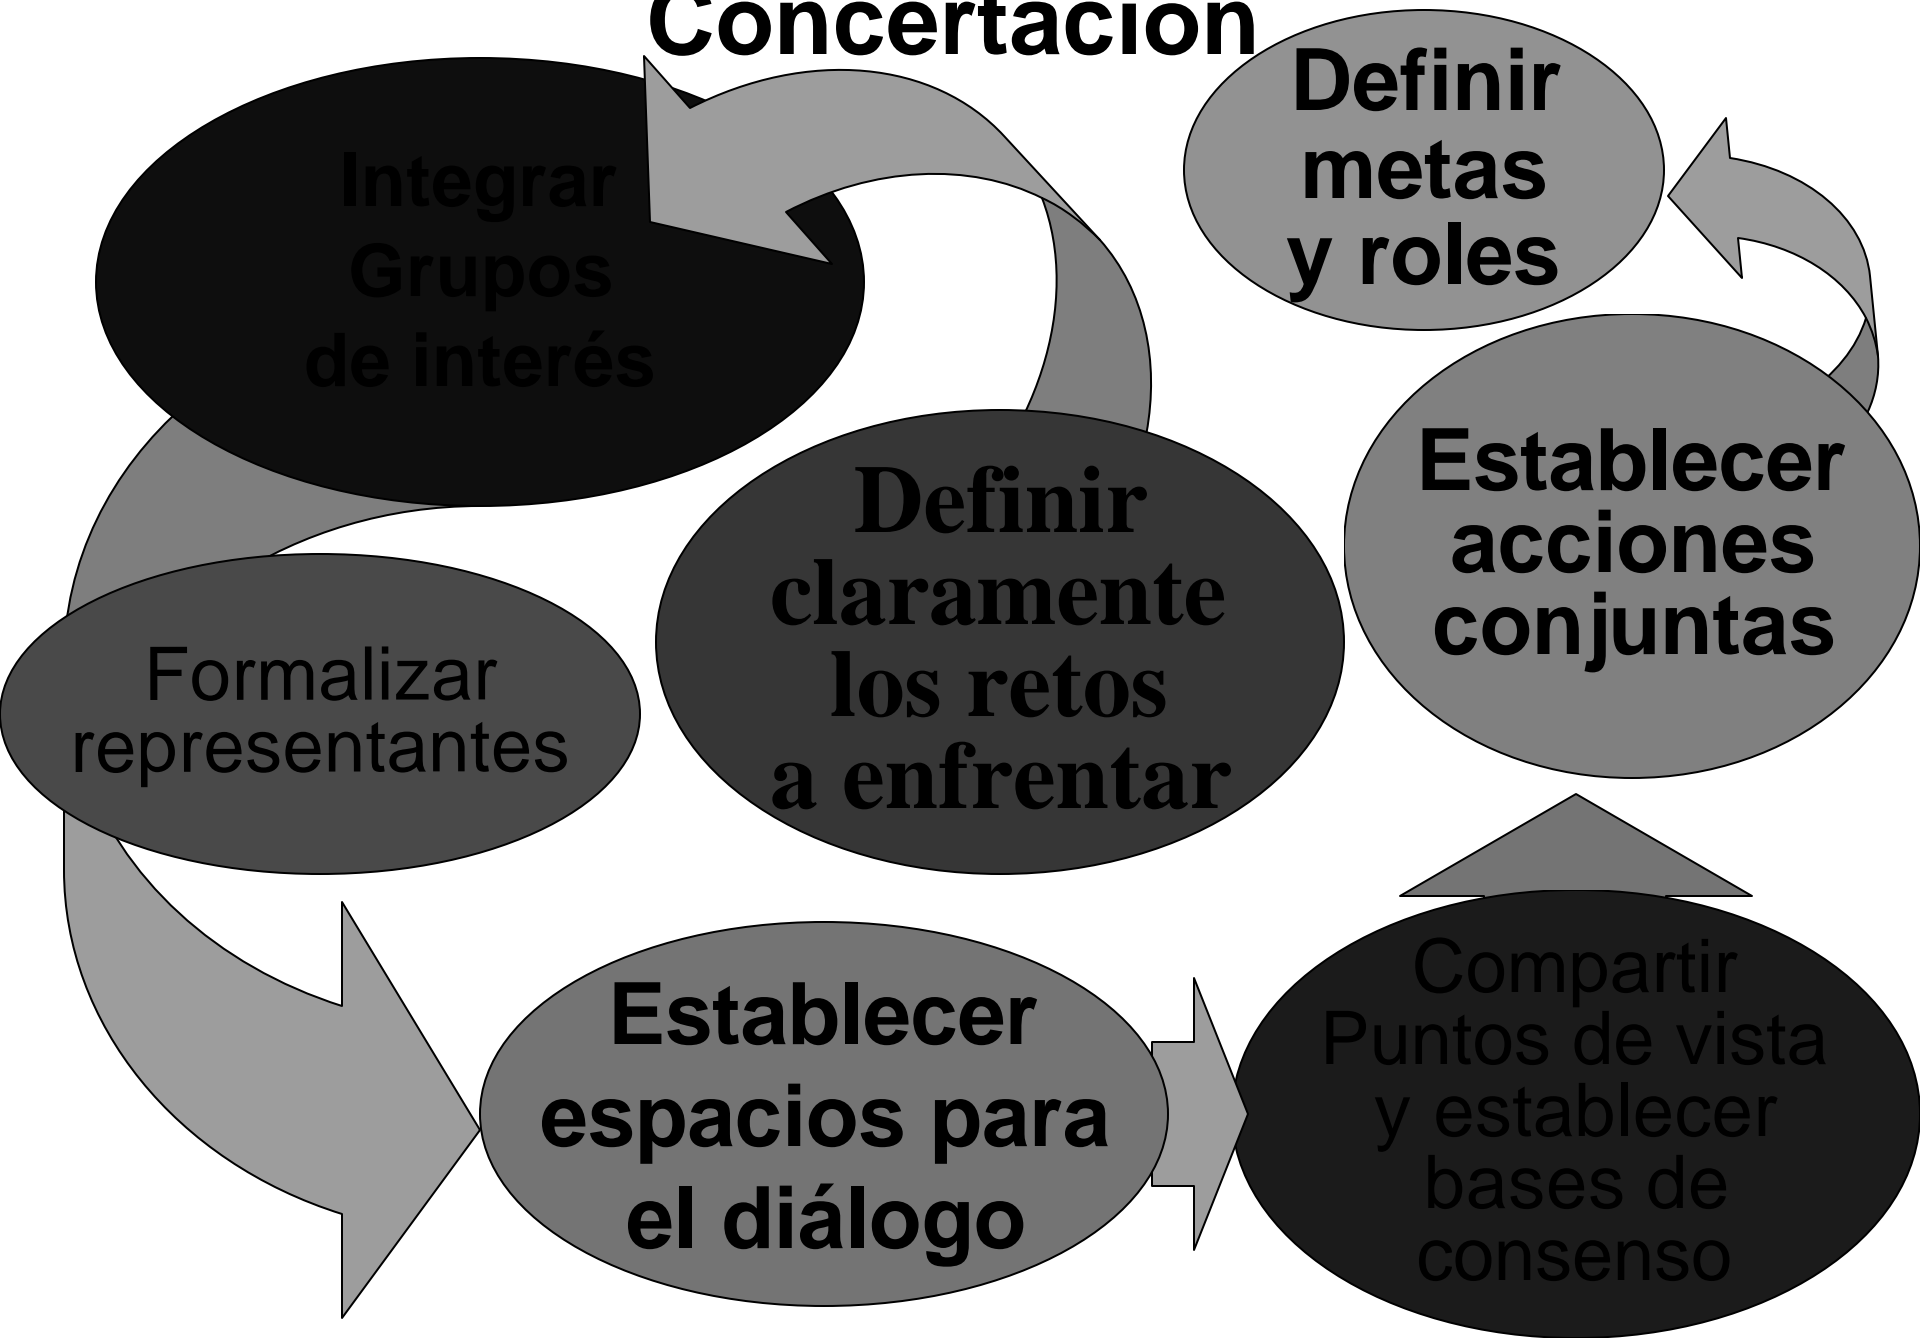 Concertación
Definir
metas
y roles
Integrar
Grupos
de interés
Establecer
acciones
conjuntas
Definir
claramente
los retos
a enfrentar
Formalizar
representantes
Establecer
espacios para
el diálogo
Compartir
Puntos de vista
y establecer
bases de
consenso